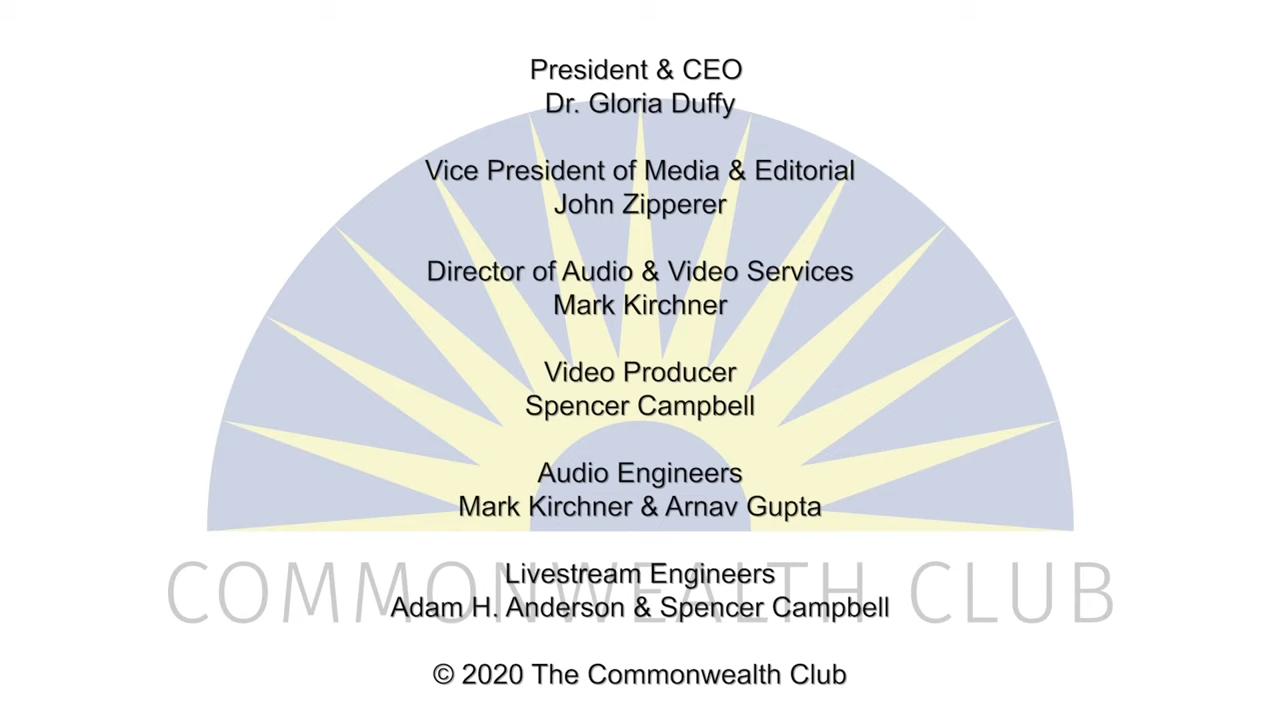 President & CEO
Dr. Gloria Duffy
Vice President of Media & Editorial
John Zipperer
Director of Audio & Video Services
Mark Kirchner
Video Producer
Spencer Campbell
Audio Engineers
Mark Kirchner & Arnav Gupta
Livestream Engineers
COMMONWEALTH CLUB
Adam H. Anderson & Spencer Campbell
© 2020 The Commonwealth Club